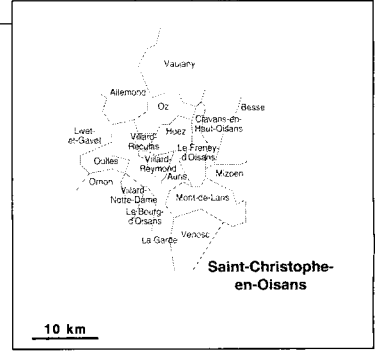 Vaujany
Allemond
Oz
Besse
Clavans-en-
Haut-Oisans
Livet-
et-Gavet
Villard-
Reculas
Huez
Le Freney-
d'Oisans
Oulles
Villard-
Reymond
Auris
Mizoen
Ornon
Villard-
Notre-Dame
Mont-de-Lans
Le Bourg-
d'Oisans
La Garde
Venosc
Saint-Christophe-
en-Oisans
10 km